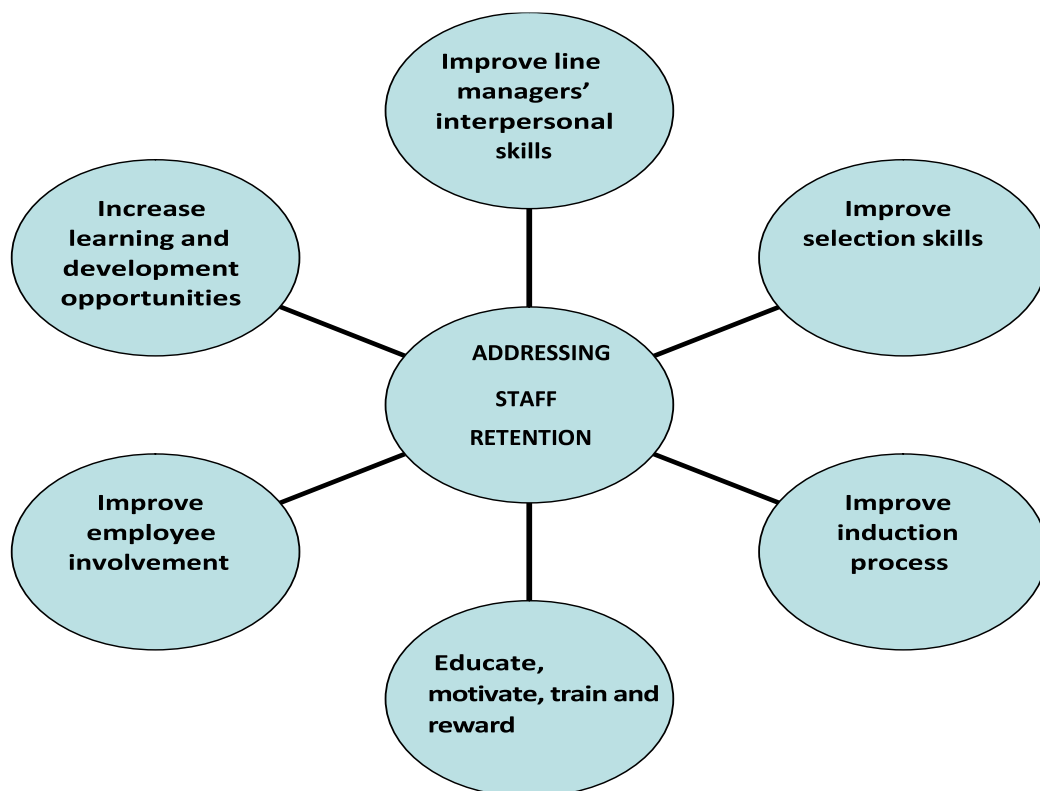 Improve line
managers’
interpersonal
skills
Increase
learning and
development
opportunities
Improve
selection skills
ADDRESSING
STAFF
RETENTION
Improve
employee
involvement
Improve
induction
process
Educate,
motivate, train and
reward